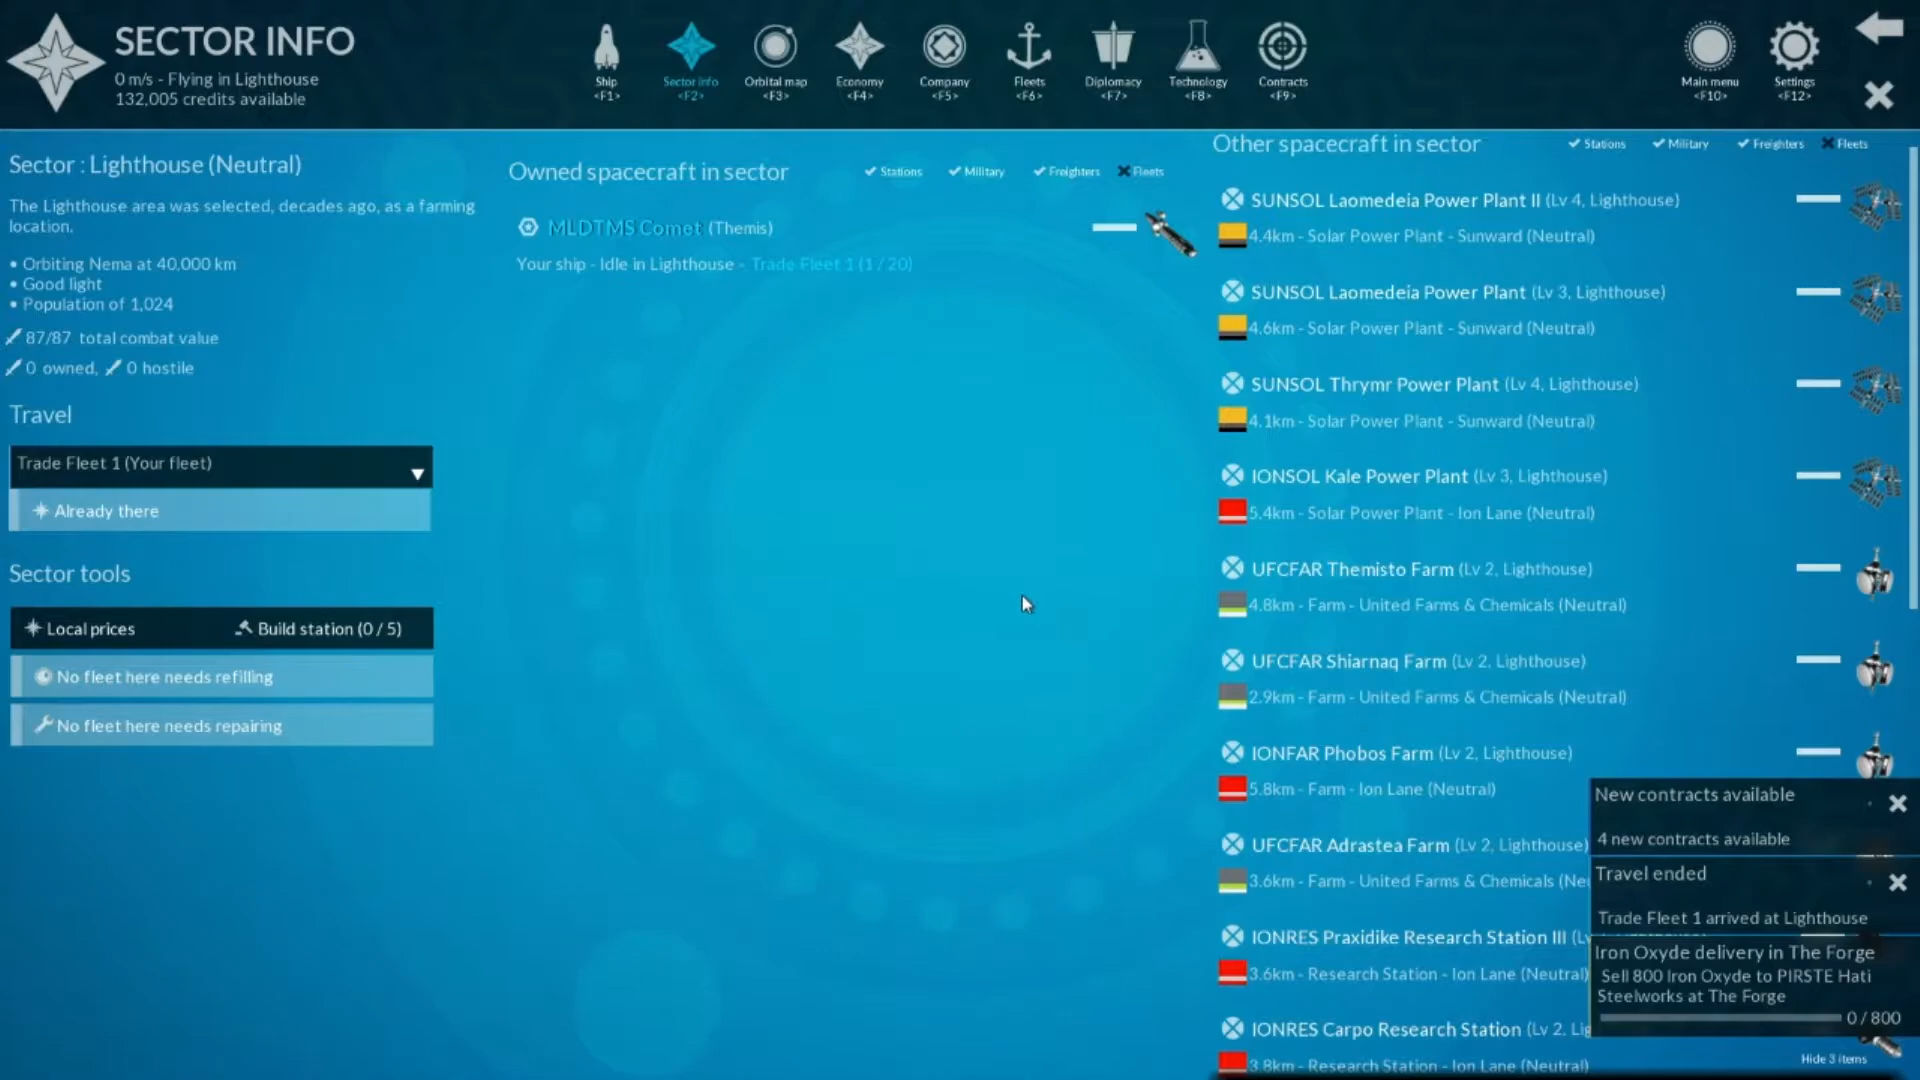 SECTOR INFO
0 m/s - Flying in Lighthouse
132,005 credits available
Ship
<F1>
Sector info
<F2>
Orbital map
<F3>
Economy
<F4>
Company
<F5>
Fleets
<F6>
Diplomacy
<F7>
Technology
<F8>
Contracts
<F9>
Main menu
<F10>
Settings
<F12>
Sector : Lighthouse (Neutral)
The Lighthouse area was selected, decades ago, as a farming
location.
• Orbiting Nema at 40,000 km
• Good light
• Population of 1,024
87/87 total combat value
0 owned, 0 hostile
Travel
Trade Fleet 1 (Your fleet)
Already there
Sector tools
Local prices
Build station (0 / 5)
No fleet here needs refilling
No fleet here needs repairing
Owned spacecraft in sector
Stations
Military
Freighters
Fleets
MLDTMS Comet (Themis)
Your ship - Idle in Lighthouse - Trade Fleet 1 (1 / 20)
Other spacecraft in sector
Stations
Military
Freighters
Fleets
SUNSOL Laomedeia Power Plant II (Lv 4, Lighthouse)
4.4km - Solar Power Plant - Sunward (Neutral)
SUNSOL Laomedeia Power Plant (Lv 3, Lighthouse)
4.6km - Solar Power Plant - Sunward (Neutral)
SUNSOL Thrymr Power Plant (Lv 4, Lighthouse)
4.1km - Solar Power Plant - Sunward (Neutral)
IONSOL Kale Power Plant (Lv 3, Lighthouse)
5.4km - Solar Power Plant - Ion Lane (Neutral)
UFCFAR Themisto Farm (Lv 2, Lighthouse)
4.8km - Farm - United Farms & Chemicals (Neutral)
UFCFAR Shiarnaq Farm (Lv 2, Lighthouse)
2.9km - Farm - United Farms & Chemicals (Neutral)
IONFAR Phobos Farm (Lv 2, Lighthouse)
5.8km - Farm - Ion Lane (Neutral)
UFCFAR Adrastea Farm (Lv 2, Lighthouse)
3.6km - Farm - United Farms & Chemicals (Ne
IONRES Praxidike Research Station III (Lv
3.6km - Research Station - Ion Lane (Neutral)
IONRES Carpo Research Station (Lv 2, Lig
3.8km - Research Station - Ion Lane (Neutral)
New contracts available
4 new contracts available
Travel ended
Trade Fleet 1 arrived at Lighthouse
Iron Oxyde delivery in The Forge
Sell 800 Iron Oxyde to PIRSTE Hati
Steelworks at The Forge
0 / 800
Hide 3 items